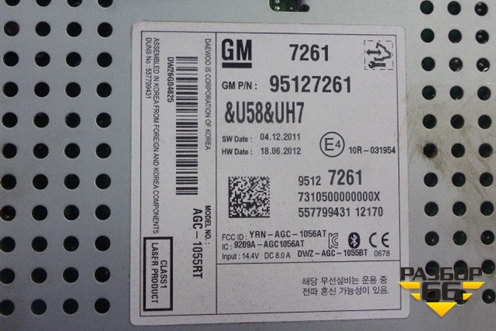 GM 7261
GM P/N : 95127261
&U58&UH7
SW Date : 04.12.2011
HW Date : 18.06.2012
E4
10R-031954
9512 7261
7310500000000X
557799431 12170
FCC ID : YRN-AGC-1056AT
IC : 9209A-AGC1056AT
DWZ-AGC-1055BT
0678
Input : 14.4V DC 8.0 A
해당 무선설비는 운용 중
전파 혼신 가능성이 있음
DAEWOO IS CORPORATION OF KOREA
DW26G84625
ASSEMBLED IN KOREA FROM FOREIGN AND KOREA COMPONENTS
DUNS No : 557799431
MODEL NO :
AGC-1055RT
CLASS1
LASER PRODUCT
РАЗБОР
66